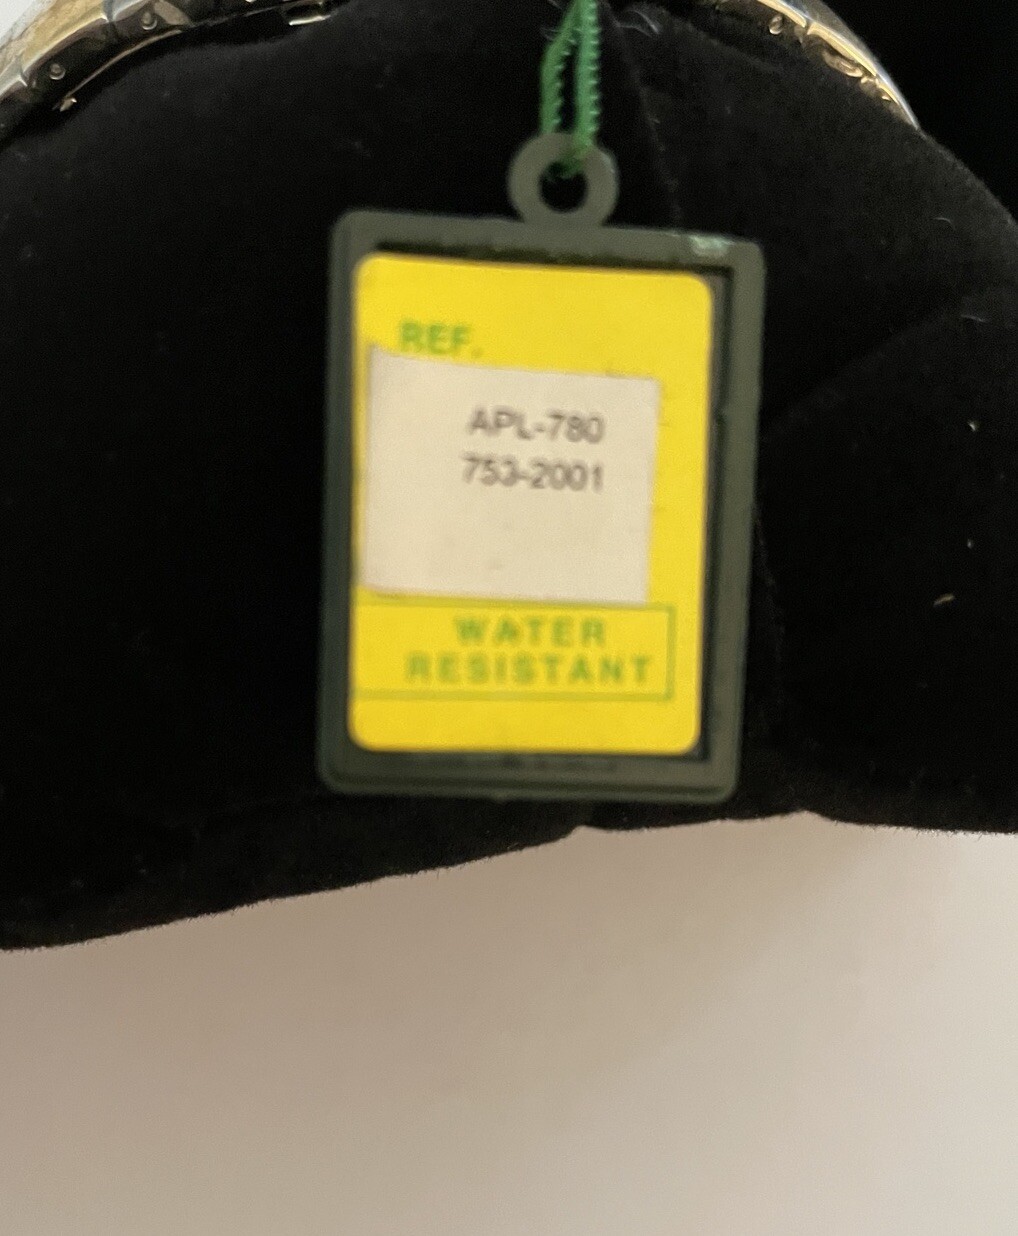 REF.
APL-780
753-2001
WATER
RESISTANT